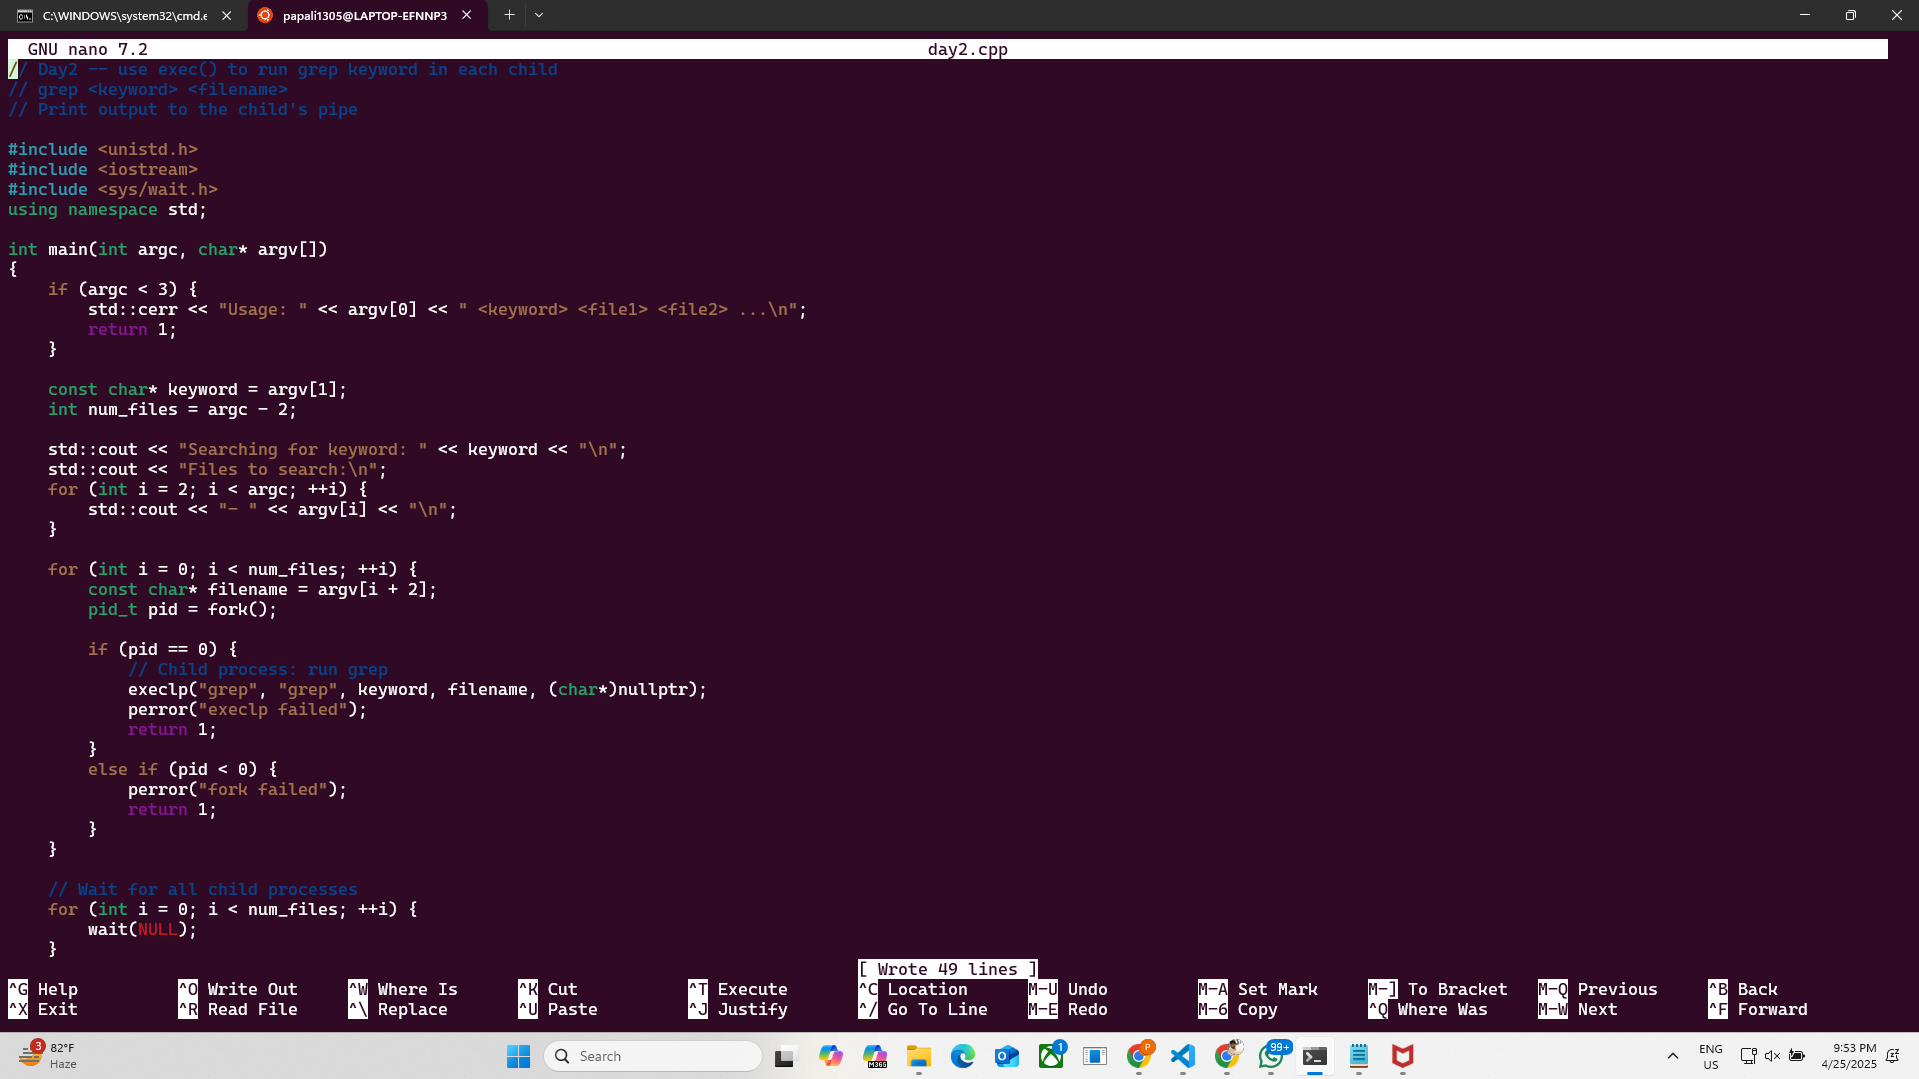 C:\WINDOWS\system32\cmd.e
papali1305@LAPTOP-EFNNP3
GNU nano 7.2 day2.cpp
// Day2 -- use exec() to run grep keyword in each child
// grep <keyword> <filename>
// Print output to the child's pipe
#include <unistd.h>
#include <iostream>
#include <sys/wait.h>
using namespace std;
int main(int argc, char* argv[])
{
    if (argc < 3) {
        std::cerr << "Usage: " << argv[0] << " <keyword> <file1> <file2> ...\n";
        return 1;
    }
    const char* keyword = argv[1];
    int num_files = argc - 2;
    std::cout << "Searching for keyword: " << keyword << "\n";
    std::cout << "Files to search:\n";
    for (int i = 2; i < argc; ++i) {
        std::cout << "- " << argv[i] << "\n";
    }
    for (int i = 0; i < num_files; ++i) {
        const char* filename = argv[i + 2];
        pid_t pid = fork();
        if (pid == 0) {
            // Child process: run grep
            execlp("grep", "grep", keyword, filename, (char*)nullptr);
            perror("execlp failed");
            return 1;
        }
        else if (pid < 0) {
            perror("fork failed");
            return 1;
        }
    }
    // Wait for all child processes
    for (int i = 0; i < num_files; ++i) {
        wait(NULL);
    }
[ Wrote 49 lines ]
^G Help ^O Write Out ^W Where Is ^K Cut ^T Execute ^C Location M-U Undo M-A Set Mark M-] To Bracket M-Q Previous ^B Back
^X Exit ^R Read File ^\ Replace ^U Paste ^J Justify ^/ Go To Line M-E Redo M-6 Copy ^Q Where Was M-W Next ^F Forward
3
82°F
Haze
Search
M365
1
P
99+
ENG
US
9:53 PM
4/25/2025